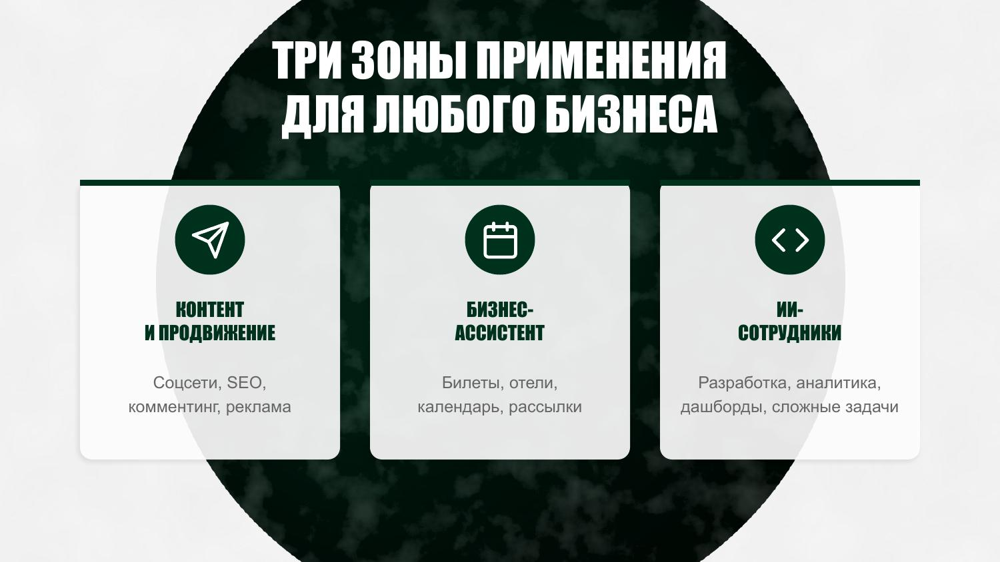 ТРИ ЗОНЫ ПРИМЕНЕНИЯ
ДЛЯ ЛЮБОГО БИЗНЕСА
КОНТЕНТ
И ПРОДВИЖЕНИЕ
Соцсети, SEO,
комментинг, реклама
БИЗНЕС-
АССИСТЕНТ
Билеты, отели,
календарь, рассылки
ИИ-
СОТРУДНИКИ
Разработка, аналитика,
дашборды, сложные задачи